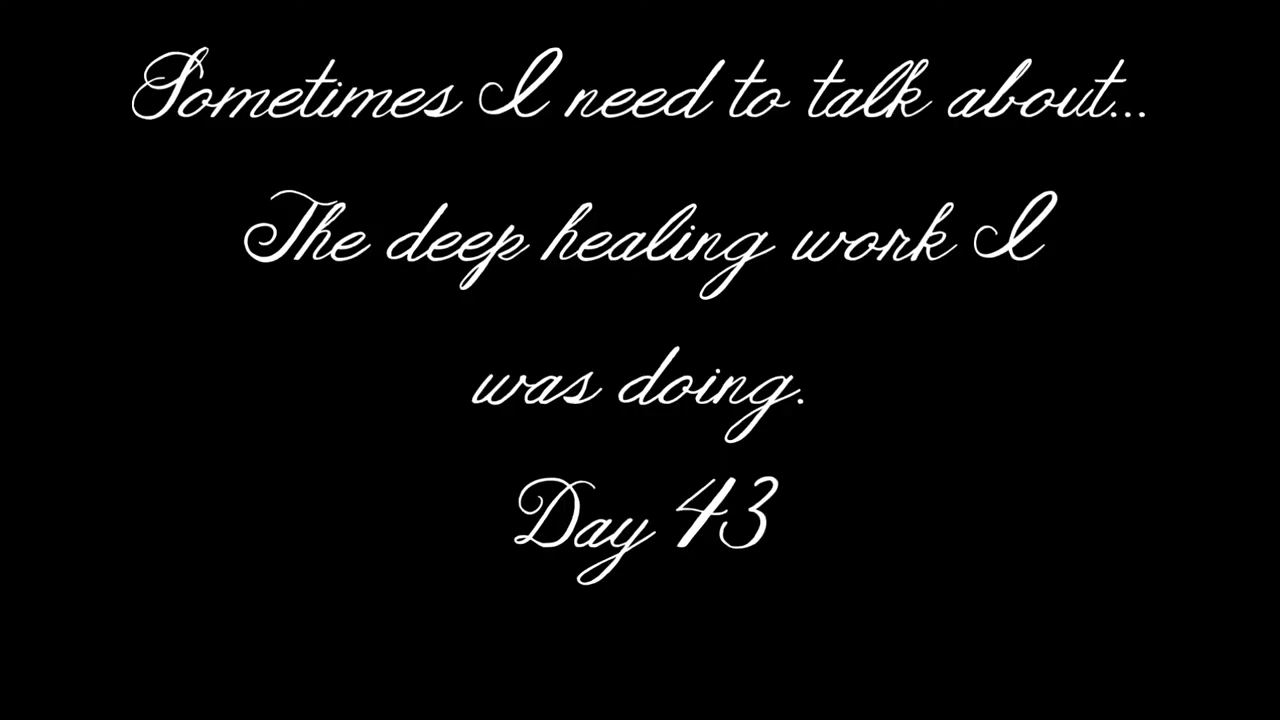 Sometimes I need to talk about...
The deep healing work I
was doing.
Day 43